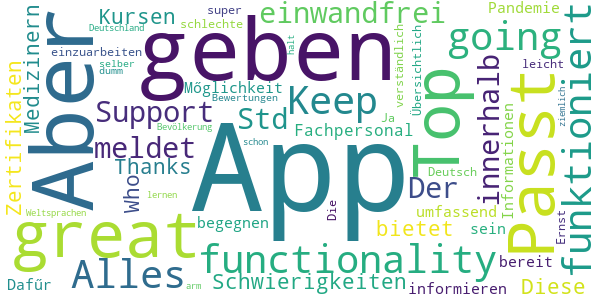 Kursen
super
einwandfrei
Pandemie
Deutschland
schlechte
einzuarbeiten
selber
dumm
Medizinern
Aber
geben
halt
going
leicht
funktioniert
Möglichkeit
Bewertungen
Keep
verständlich
Übersichtlich
Top
innerhalb
Passt
ziemlich
Zertifikaten
Support
Std
Fachpersonal
Ja
Informationen
Bevölkerung
meldet
App
schon
Thanks
Who
Der
Deutsch
lernen
Weltsprachen
great
begegnen
Die
umfassend
bietet
sein
Ernst
functionality
bereit
Alles
Schwierigkeiten
Dafür
arm
informieren
Diese